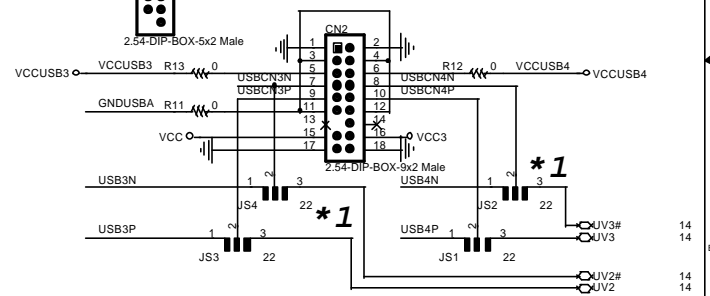 2.54-DIP-BOX-5x2 Male
CN2
1 2
3 4
VCCUSB3 VCCUSB3 R13 0 5 6 R12 0 VCCUSB4 VCCUSB4
USBCN3N 7 8 USBCN4N
USBCN3P 9 10 USBCN4P
GNDUSBA R11 0 11 12
13 14
VCC 15 16 VCC3
17 18
2.54-DIP-BOX-9x2 Male
*1
USB3N 1 2 3 USB4N 1 2 3
JS4 22 JS2 22
*1
UV3# 14
USB3P 1 2 3 USB4P 1 2 3 UV3 14
JS3 22 JS1 22
UV2# 14
UV2 14